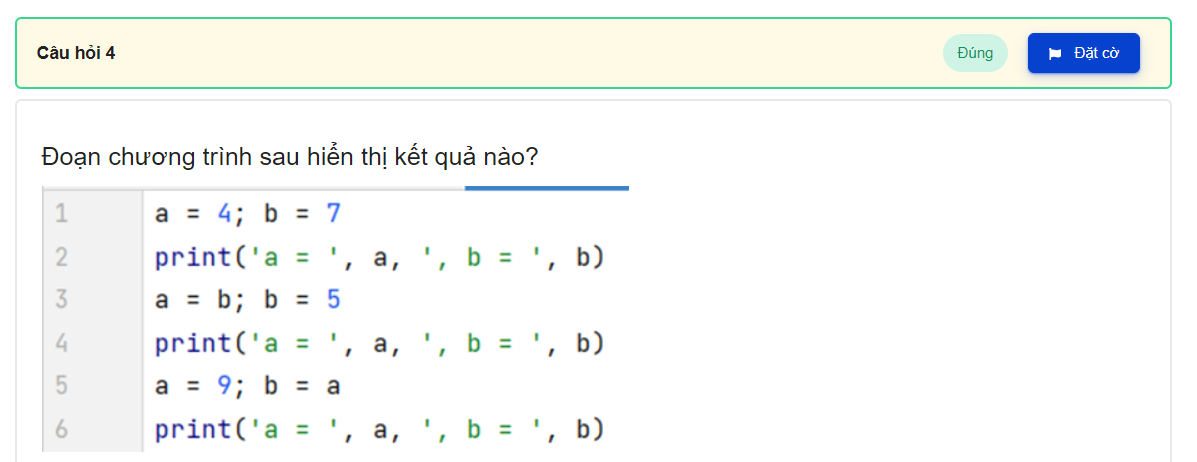 Câu hỏi 4
Đúng
Đặt cờ
Đoạn chương trình sau hiển thị kết quả nào?
1 a = 4; b = 7
2 print('a = ', a, ', b = ', b)
3 a = b; b = 5
4 print('a = ', a, ', b = ', b)
5 a = 9; b = a
6 print('a = ', a, ', b = ', b)